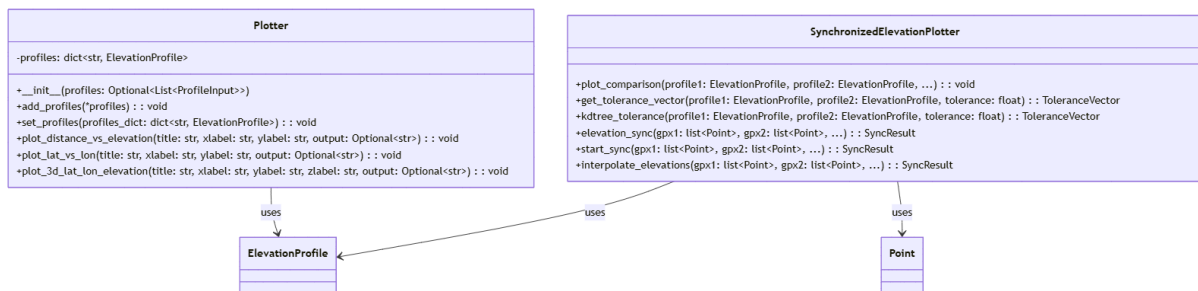 Plotter
-profiles: dict<str, ElevationProfile>
+__init__(profiles: Optional<List<ProfileInput>>)
+add_profiles(*profiles) : : void
+set_profiles(profiles_dict: dict<str, ElevationProfile>) : : void
+plot_distance_vs_elevation(title: str, xlabel: str, ylabel: str, output: Optional<str>) : : void
+plot_lat_vs_lon(title: str, xlabel: str, ylabel: str, output: Optional<str>) : : void
+plot_3d_lat_lon_elevation(title: str, xlabel: str, ylabel: str, zlabel: str, output: Optional<str>) : : void
SynchronizedElevationPlotter
+plot_comparison(profile1: ElevationProfile, profile2: ElevationProfile, ...) : : void
+get_tolerance_vector(profile1: ElevationProfile, profile2: ElevationProfile, tolerance: float) : : ToleranceVector
+kdtree_tolerance(profile1: ElevationProfile, profile2: ElevationProfile, tolerance: float) : : ToleranceVector
+elevation_sync(gpx1: list<Point>, gpx2: list<Point>, ...) : : SyncResult
+start_sync(gpx1: list<Point>, gpx2: list<Point>, ...) : : SyncResult
+interpolate_elevations(gpx1: list<Point>, gpx2: list<Point>, ...) : : SyncResult
uses
uses
uses
ElevationProfile
Point